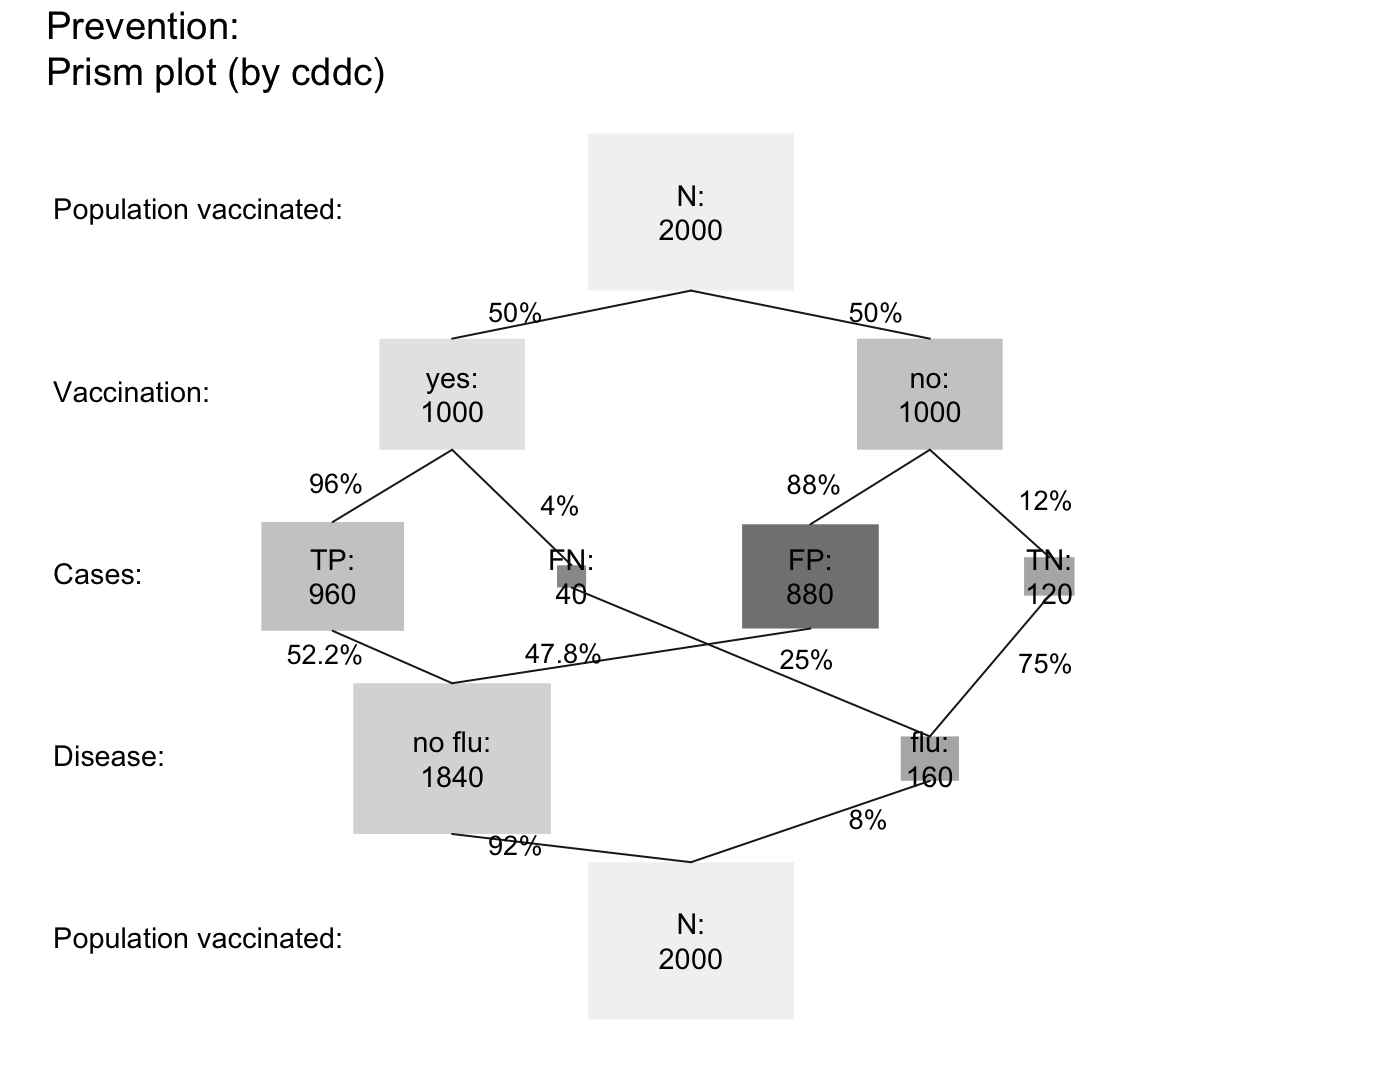 Prevention:
Prism plot (by cddc)
Population vaccinated:
N:
2000
50%
50%
Vaccination:
yes:
1000
no:
1000
96%
4%
88%
12%
Cases:
TP:
960
FN:
40
FP:
880
TN:
120
52.2%
47.8%
25%
75%
Disease:
no flu:
1840
flu:
160
92%
8%
Population vaccinated:
N:
2000